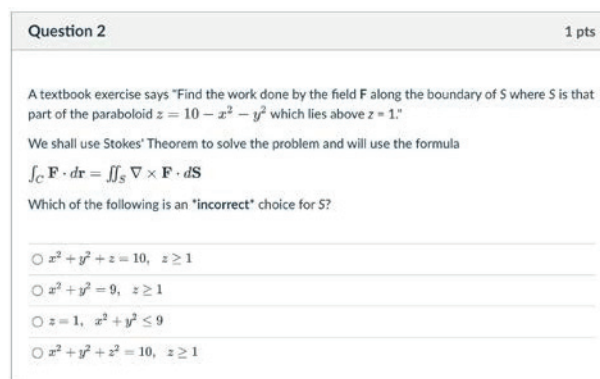 Question 2
1 pts
A textbook exercise says "Find the work done by the field F along the boundary of S where S is that
part of the paraboloid z = 10 − x² − y² which lies above z = 1."
We shall use Stokes' Theorem to solve the problem and will use the formula
∫_C F · dr = ∬_S ∇ × F · dS
Which of the following is an "incorrect" choice for S?
x² + y² + z = 10, z ≥ 1
x² + y² = 9, z ≥ 1
z = 1, x² + y² ≤ 9
x² + y² + z² = 10, z ≥ 1